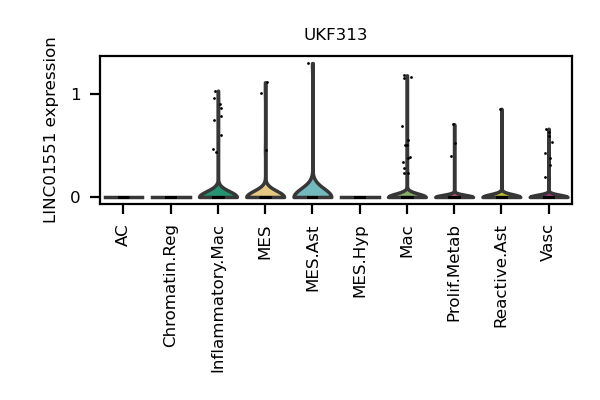 UKF313
LINC01551 expression
1
0
AC
Chromatin.Reg
Inflammatory.Mac
MES
MES.Ast
MES.Hyp
Mac
Prolif.Metab
Reactive.Ast
Vasc